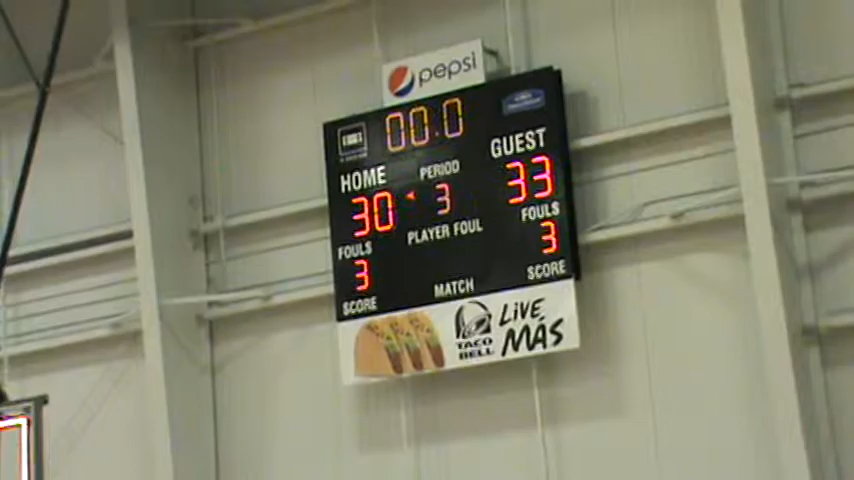 pepsi
00.0
HOME PERIOD GUEST
30 3 33
FOULS PLAYER FOUL FOULS
3 3
SCORE MATCH SCORE
TACO BELL
LIVE MÁS